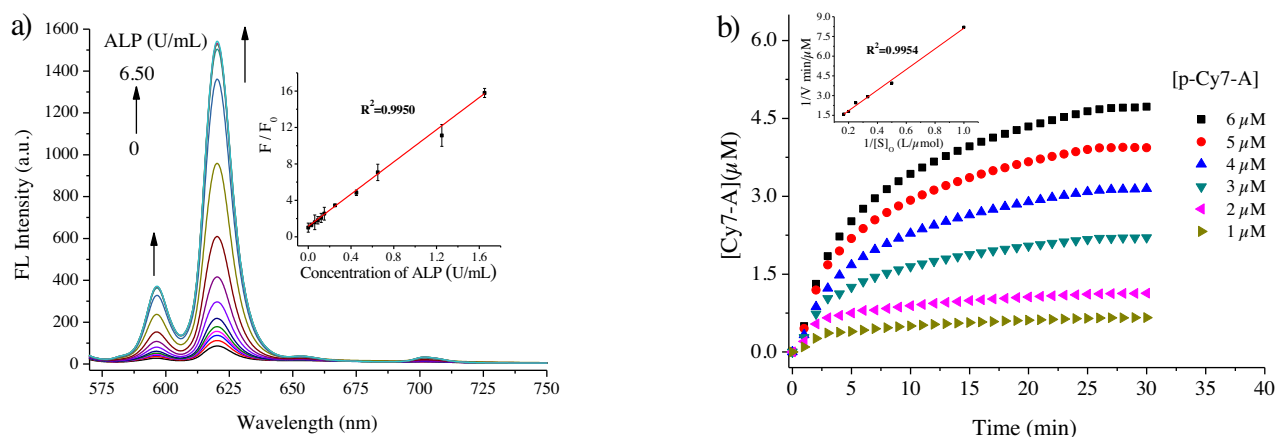 a)
FL Intensity (a.u.)
1600
1400
1200
1000
800
600
400
200
0
ALP (U/mL)
6.50
0
F / F0
16
12
8
4
0
R²=0.9950
0.0 0.4 0.8 1.2 1.6
Concentration of ALP (U/mL)
575 600 625 650 675 700 725 750
Wavelength (nm)
b)
[Cy7-A](µM)
6.0
4.5
3.0
1.5
0.0
1/V min/µM
9.0
7.5
6.0
4.5
3.0
1.5
R²=0.9954
0.2 0.4 0.6 0.8 1.0
1/[S]O (L/µmol)
[p-Cy7-A]
6 µM
5 µM
4 µM
3 µM
2 µM
1 µM
0 5 10 15 20 25 30 35 40
Time (min)